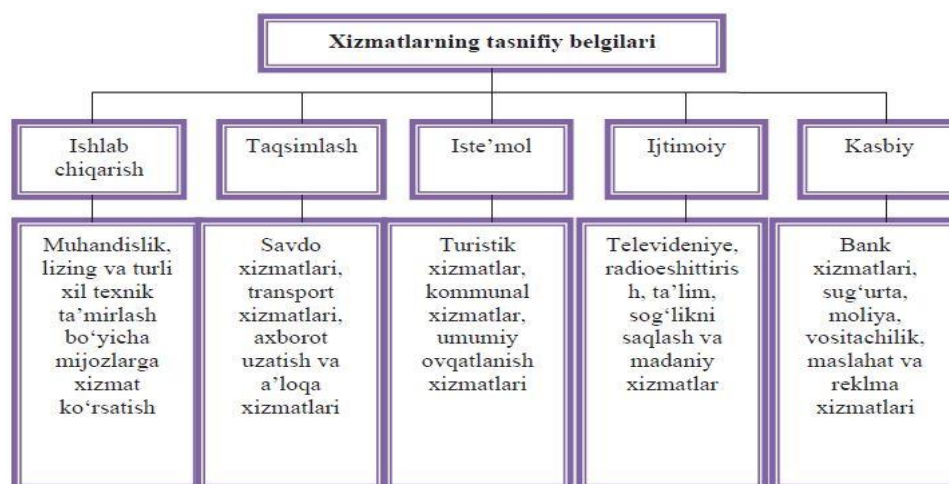 Xizmatlarning tasnifiy belgilari
Ishlab
chiqarish
Taqsimlash
Iste’mol
Ijtimoiy
Kasbiy
Muhandislik,
lizing va turli
xil texnik
ta’mirlash
bo‘yicha
mijozlarga
xizmat
ko‘rsatish
Savdo
xizmatlari,
transport
xizmatlari,
axborot
uzatish va
a’loqa
xizmatlari
Turistik
xizmatlar,
kommunal
xizmatlar,
umumiy
ovqatlanish
xizmatlari
Televideniye,
radioeshittiris
h, ta’lim,
sog‘likni
saqlash va
madaniy
xizmatlar
Bank
xizmatlari,
sug‘urta,
moliya,
vositachilik,
maslahat va
reklma
xizmatlari